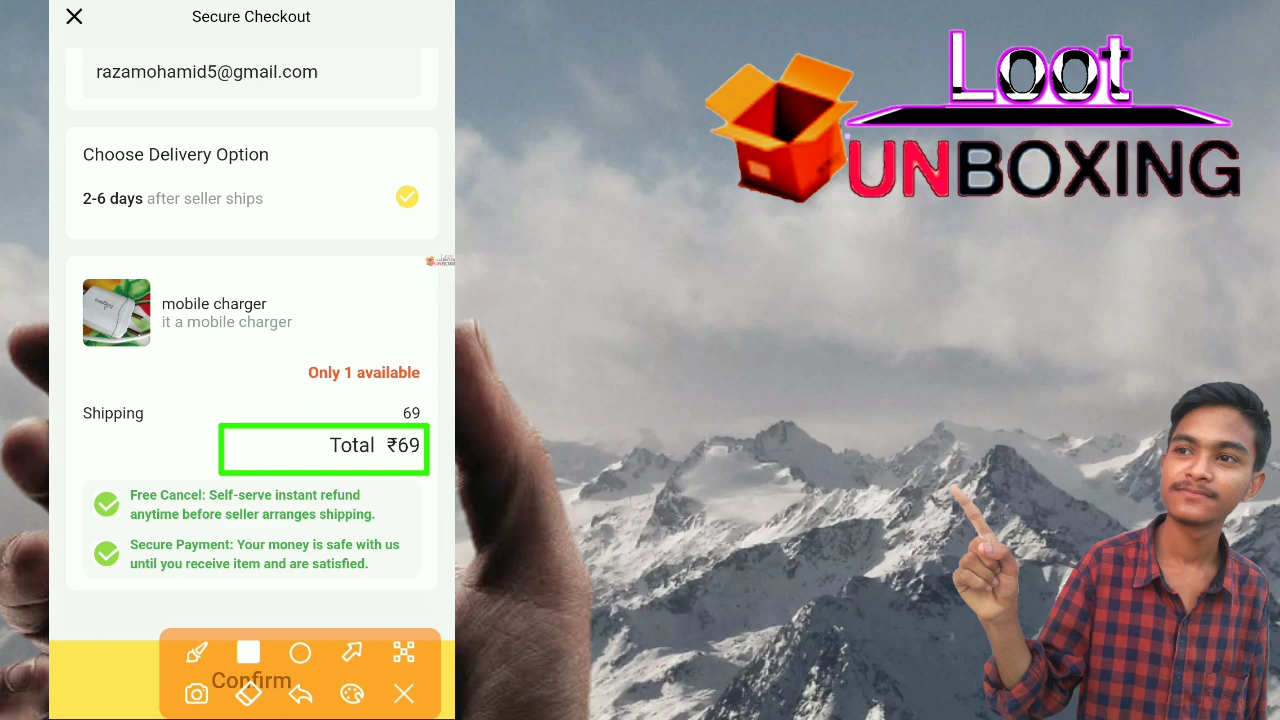 Secure Checkout
razamohamid5@gmail.com
Choose Delivery Option
2-6 days after seller ships
mobile charger
it a mobile charger
Only 1 available
Shipping 69
Total ₹69
Free Cancel: Self-serve instant refund
anytime before seller arranges shipping.
Secure Payment: Your money is safe with us
until you receive item and are satisfied.
Confirm
Loot
UNBOXING